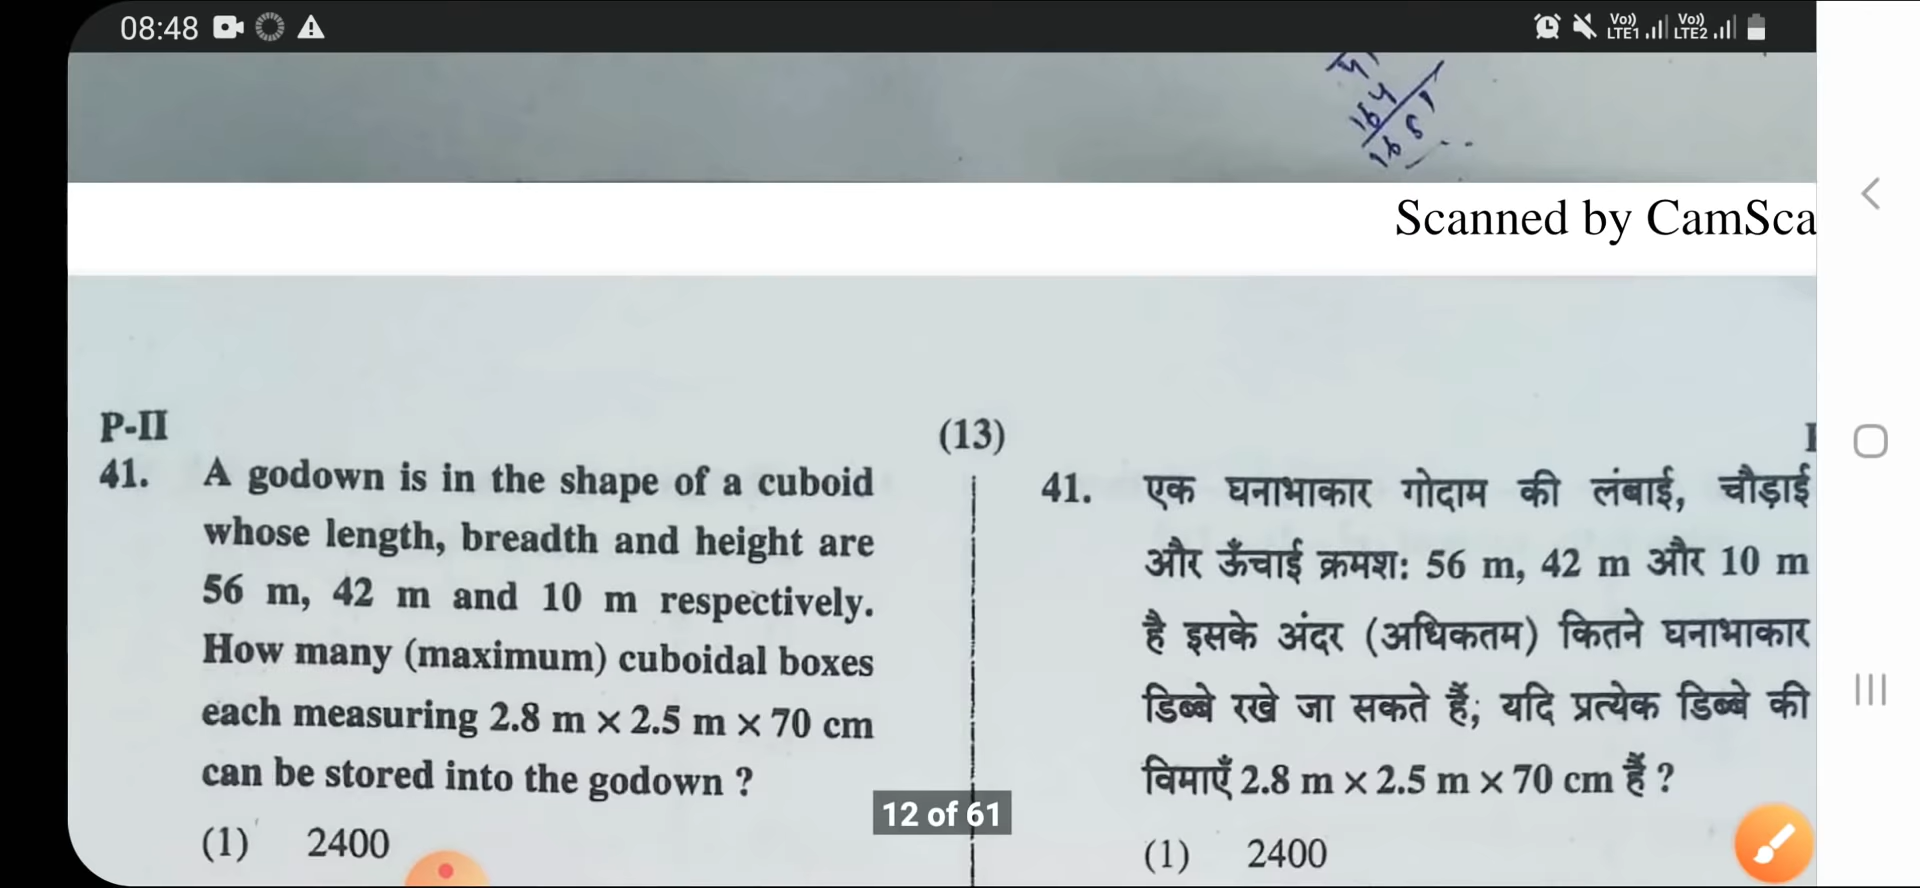 08:48
Vo)) LTE1 Vo)) LTE2
164
Scanned by CamSca
P-II
(13)
41. A godown is in the shape of a cuboid
whose length, breadth and height are
56 m, 42 m and 10 m respectively.
How many (maximum) cuboidal boxes
each measuring 2.8 m × 2.5 m × 70 cm
can be stored into the godown ?
(1) 2400
41. एक घनाभाकार गोदाम की लंबाई, चौड़ाई
और ऊँचाई क्रमश: 56 m, 42 m और 10 m
है इसके अंदर (अधिकतम) कितने घनाभाकार
डिब्बे रखे जा सकते हैं; यदि प्रत्येक डिब्बे की
विमाएँ 2.8 m × 2.5 m × 70 cm हैं ?
(1) 2400
12 of 61